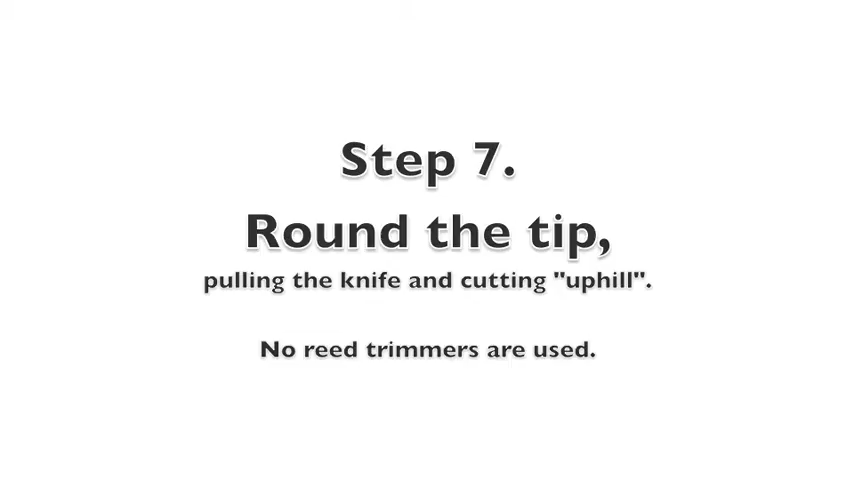 Step 7.
Round the tip,
pulling the knife and cutting "uphill".
No reed trimmers are used.